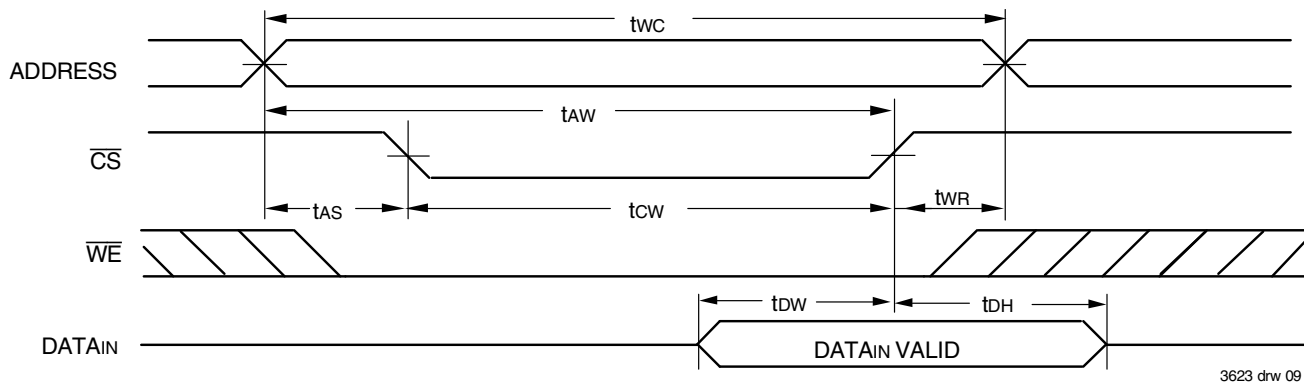 tWC
ADDRESS
tAW
CS
tAS
tCW
tWR
WE
tDW
tDH
DATAIN
DATAIN VALID
3623 drw 09